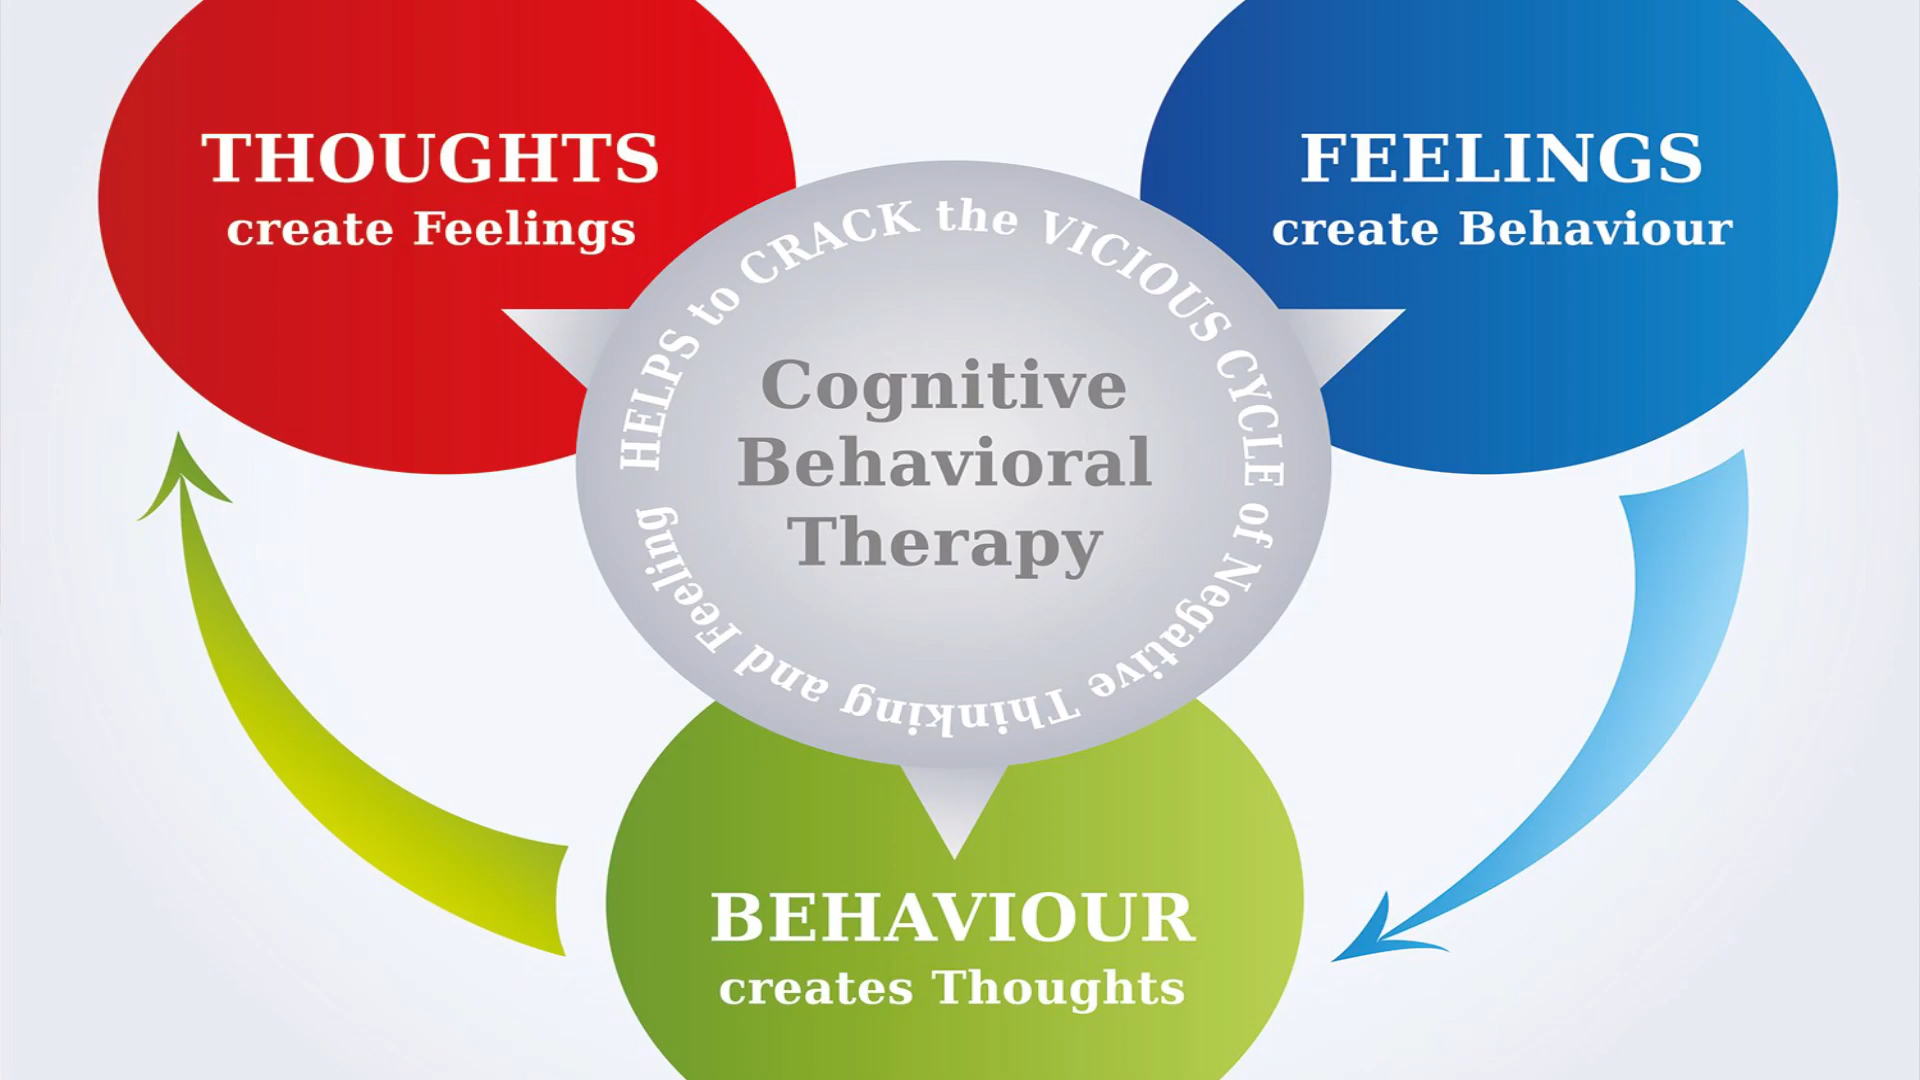 THOUGHTS
create Feelings
FEELINGS
create Behaviour
HELPS to CRACK the VICIOUS CYCLE of Negative Thinking and Feeling
Cognitive
Behavioral
Therapy
BEHAVIOUR
creates Thoughts